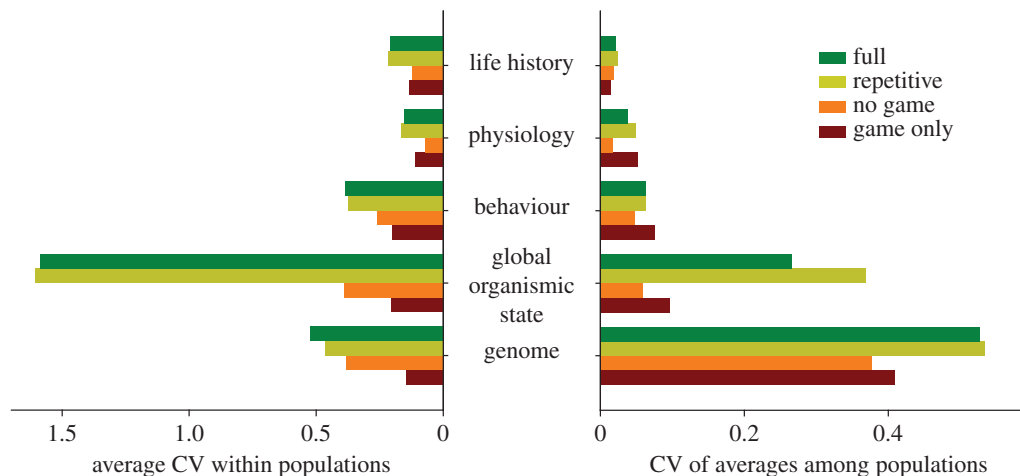 life history
physiology
behaviour
global
organismic
state
genome
full
repetitive
no game
game only
1.5 1.0 0.5 0
0 0.2 0.4
average CV within populations
CV of averages among populations